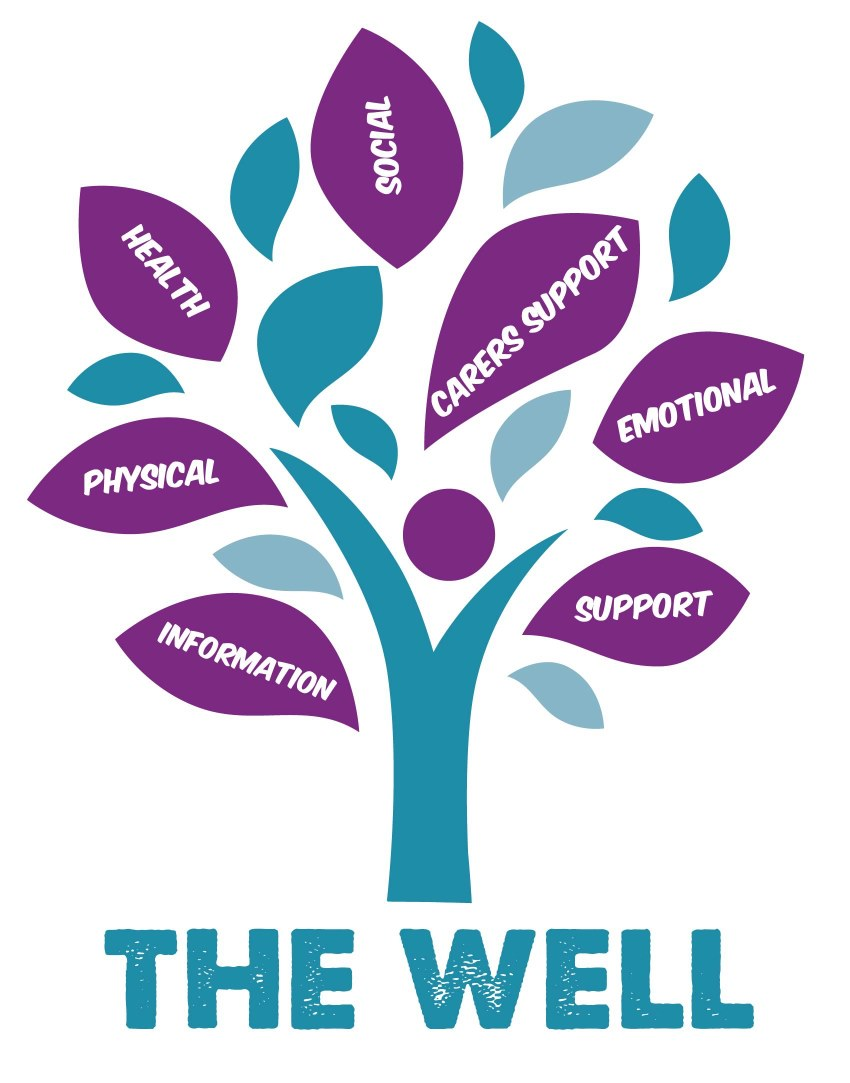 SOCIAL
HEALTH
CARERS SUPPORT
EMOTIONAL
PHYSICAL
SUPPORT
INFORMATION
THE WELL